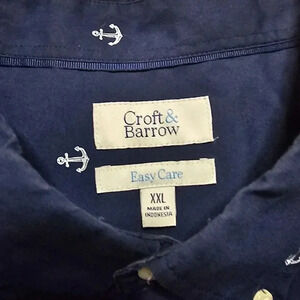 Croft&
Barrow
Easy Care
XXL
MADE IN
INDONESIA